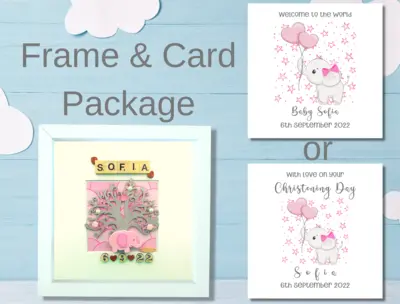 Frame & Card
Package
Welcome to the World
Baby Sofia
6th September 2022
or
With love on your
Christening Day
Sofia
6th September 2022
SOFIA
6 9 22